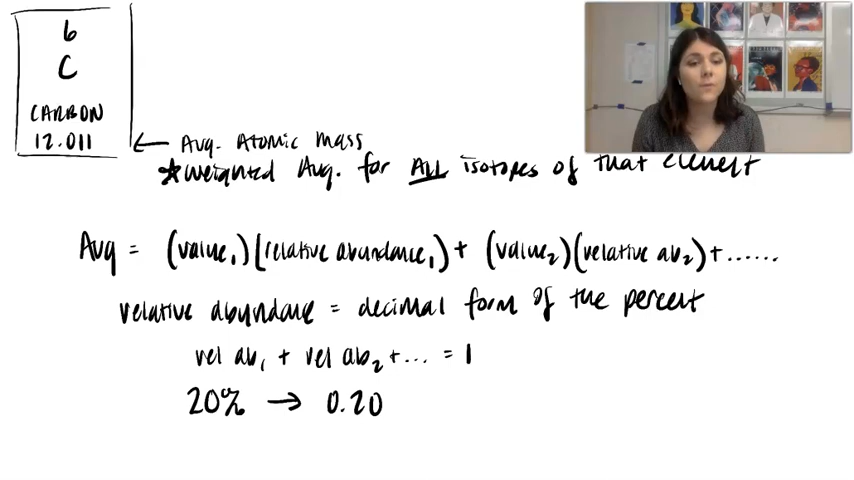 6
C
CARBON
12.011
← Avg. Atomic Mass
*weighted Avg. for ALL isotopes of that element
Avg = (value₁)(relative abundance₁) + (value₂)(relative ab₂) + ......
relative abundance = decimal form of the percent
rel ab₁ + rel ab₂ + ... = 1
20% → 0.20